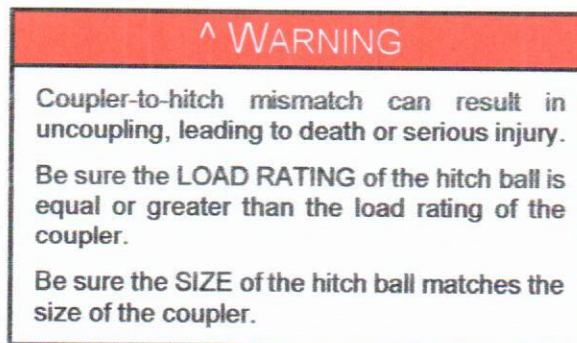 ^ WARNING
Coupler-to-hitch mismatch can result in
uncoupling, leading to death or serious injury.
Be sure the LOAD RATING of the hitch ball is
equal or greater than the load rating of the
coupler.
Be sure the SIZE of the hitch ball matches the
size of the coupler.